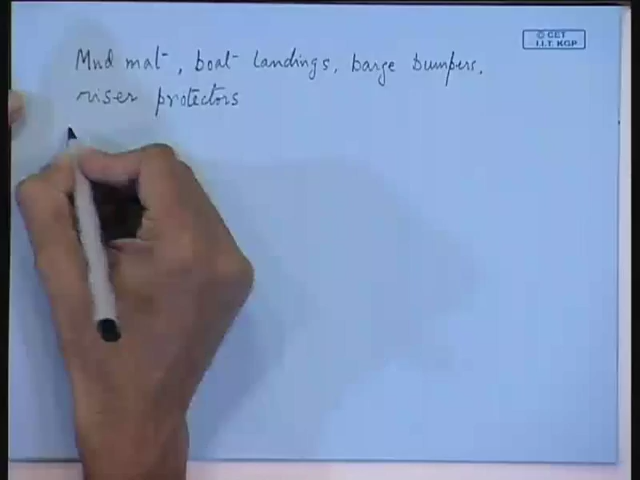 Mud mat, boat landings, barge bumpers.
riser protectors
© CET
I.I.T. KGP